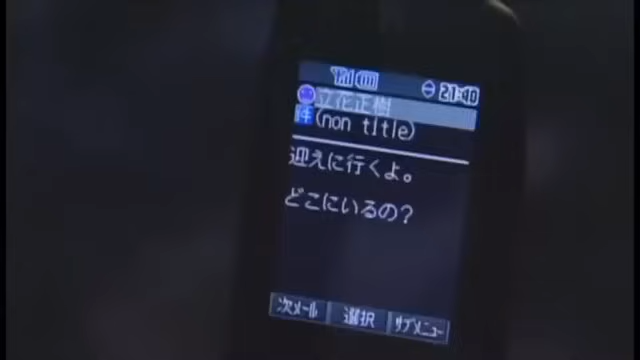 21:40
立花正樹
件 (non title)
迎えに行くよ。
どこにいるの?
次メール 選択 サブメニュー